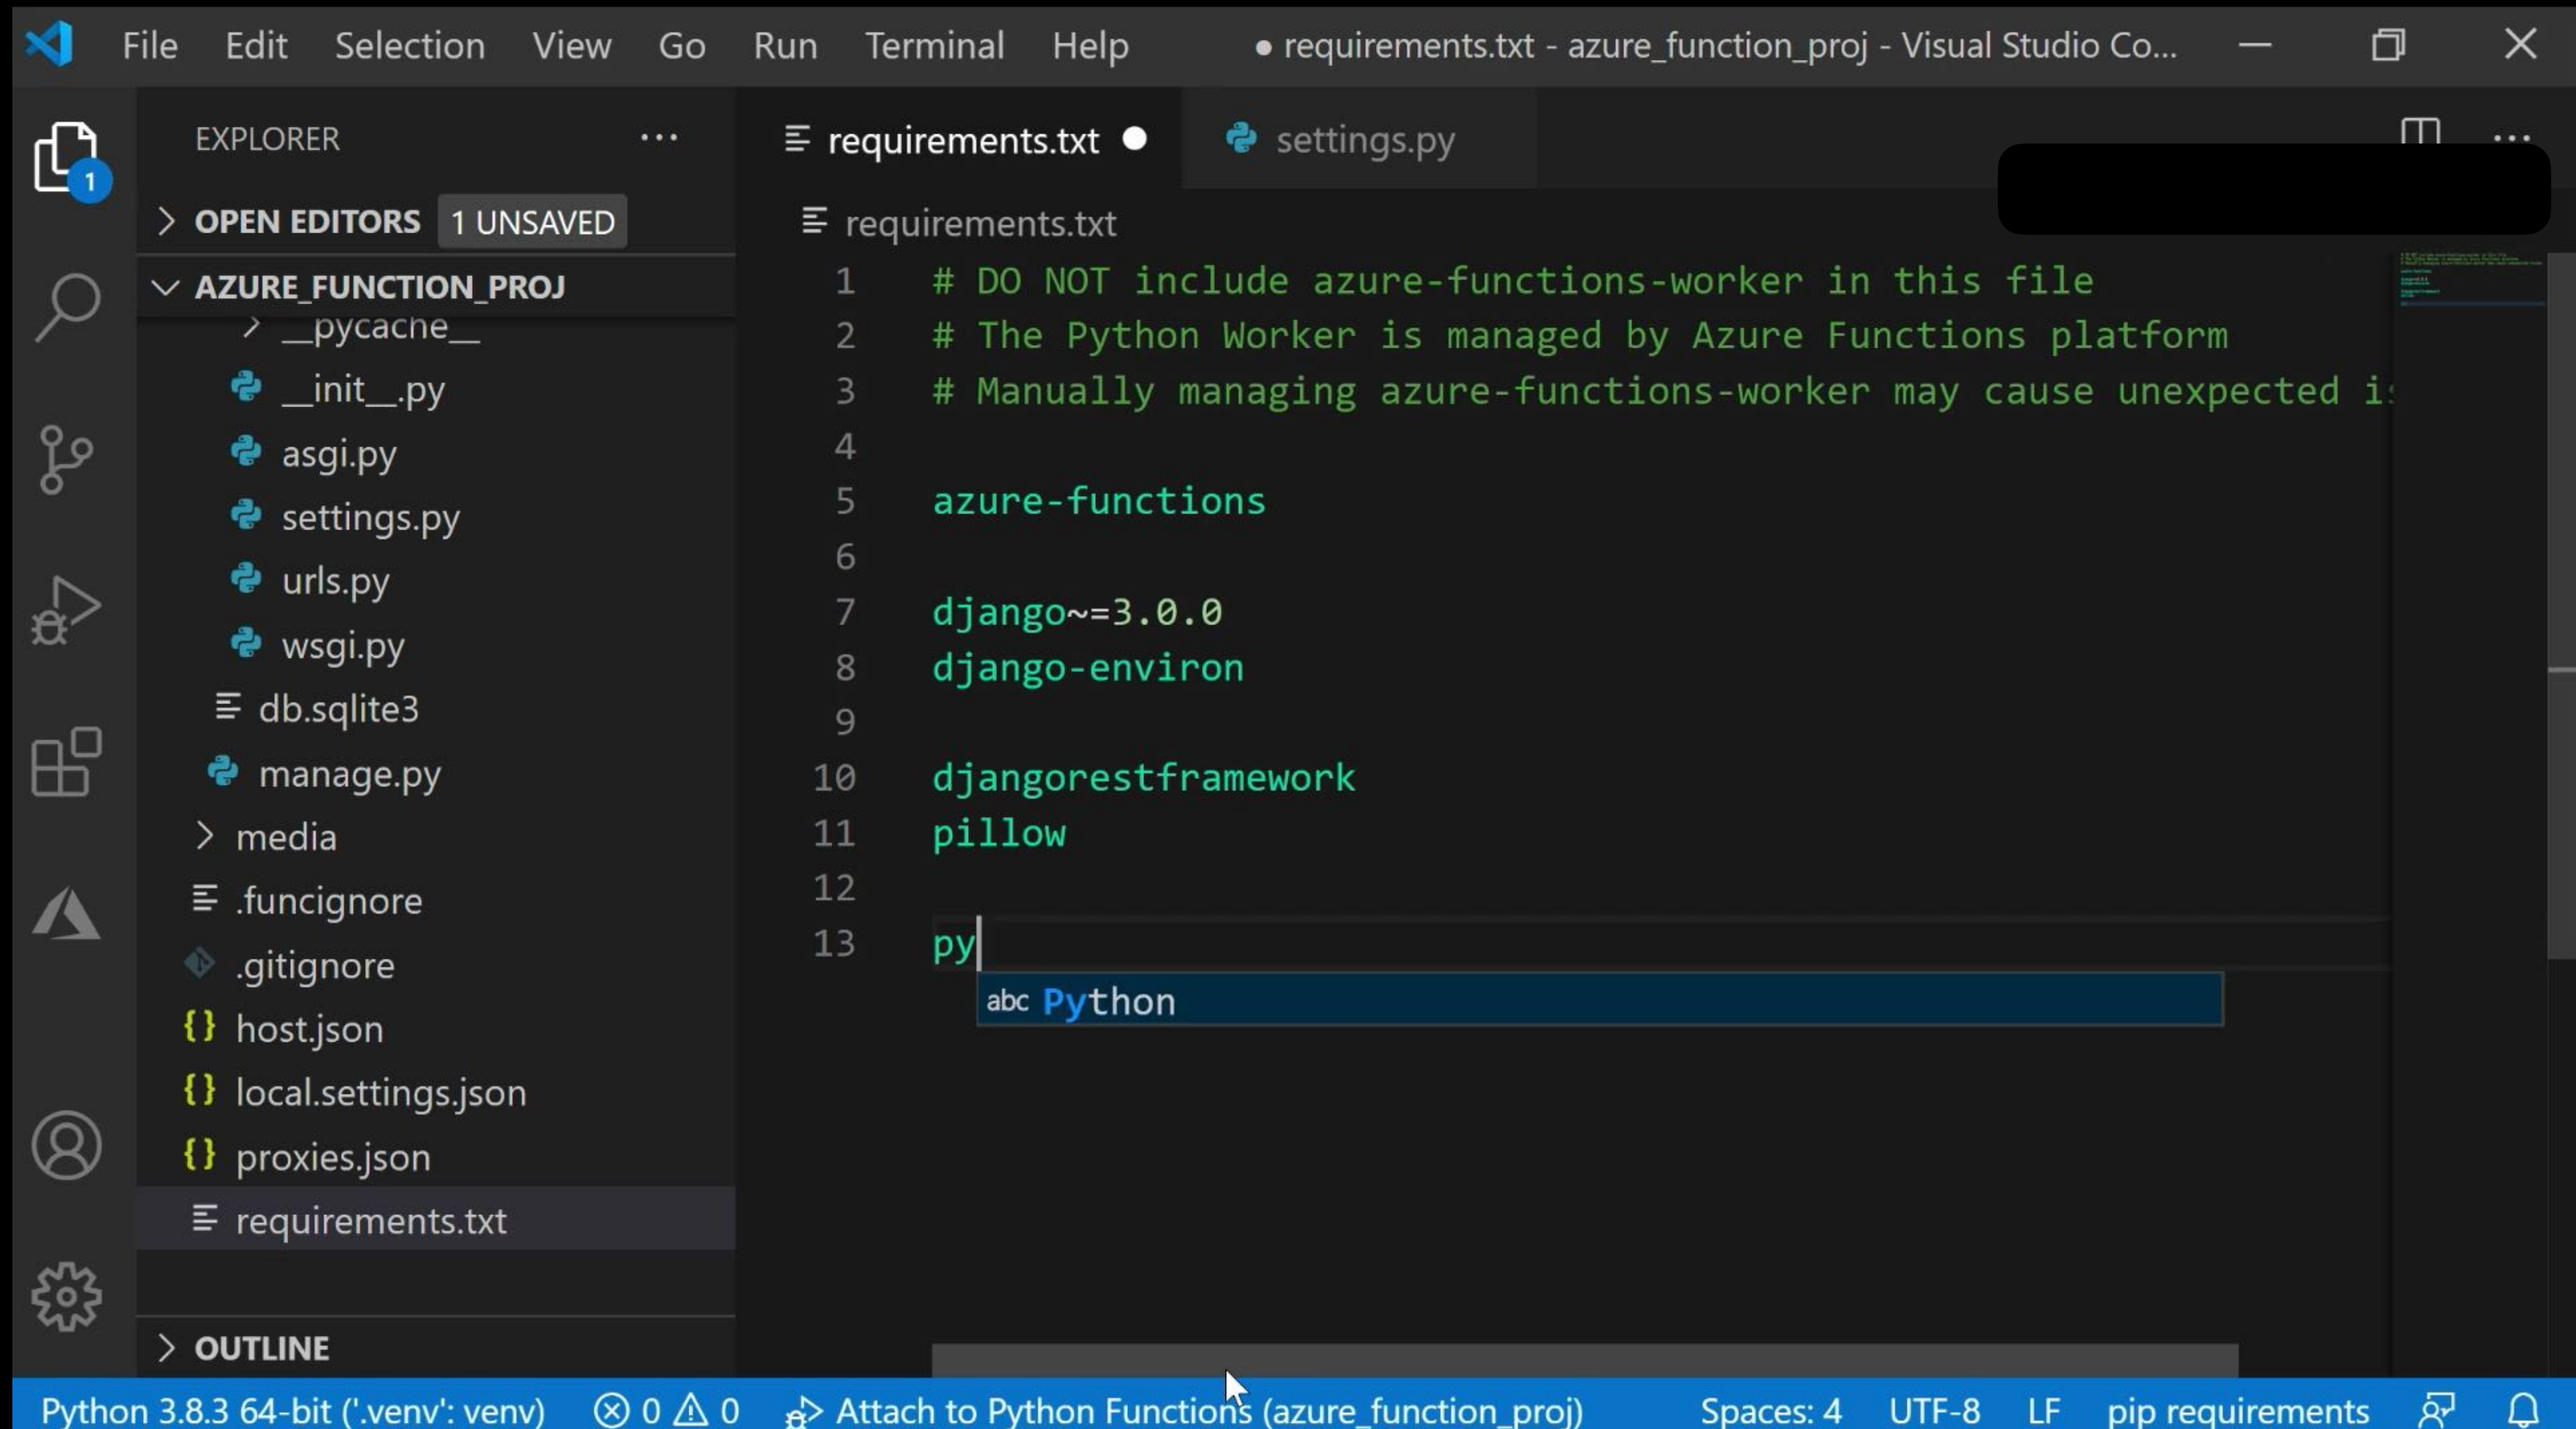 File Edit Selection View Go Run Terminal Help ● requirements.txt - azure_function_proj - Visual Studio Co...
EXPLORER ...
1
OPEN EDITORS 1 UNSAVED
AZURE_FUNCTION_PROJ
__pycache__
__init__.py
asgi.py
settings.py
urls.py
wsgi.py
db.sqlite3
manage.py
media
.funcignore
.gitignore
{} host.json
{} local.settings.json
{} proxies.json
requirements.txt
OUTLINE
requirements.txt ● settings.py ...
requirements.txt
1 # DO NOT include azure-functions-worker in this file
2 # The Python Worker is managed by Azure Functions platform
3 # Manually managing azure-functions-worker may cause unexpected
4
5 azure-functions
6
7 django~=3.0.0
8 django-environ
9
10 djangorestframework
11 pillow
12
13 py
abc Python
Python 3.8.3 64-bit ('.venv': venv) 0 0 Attach to Python Functions (azure_function_proj) Spaces: 4 UTF-8 LF pip requirements